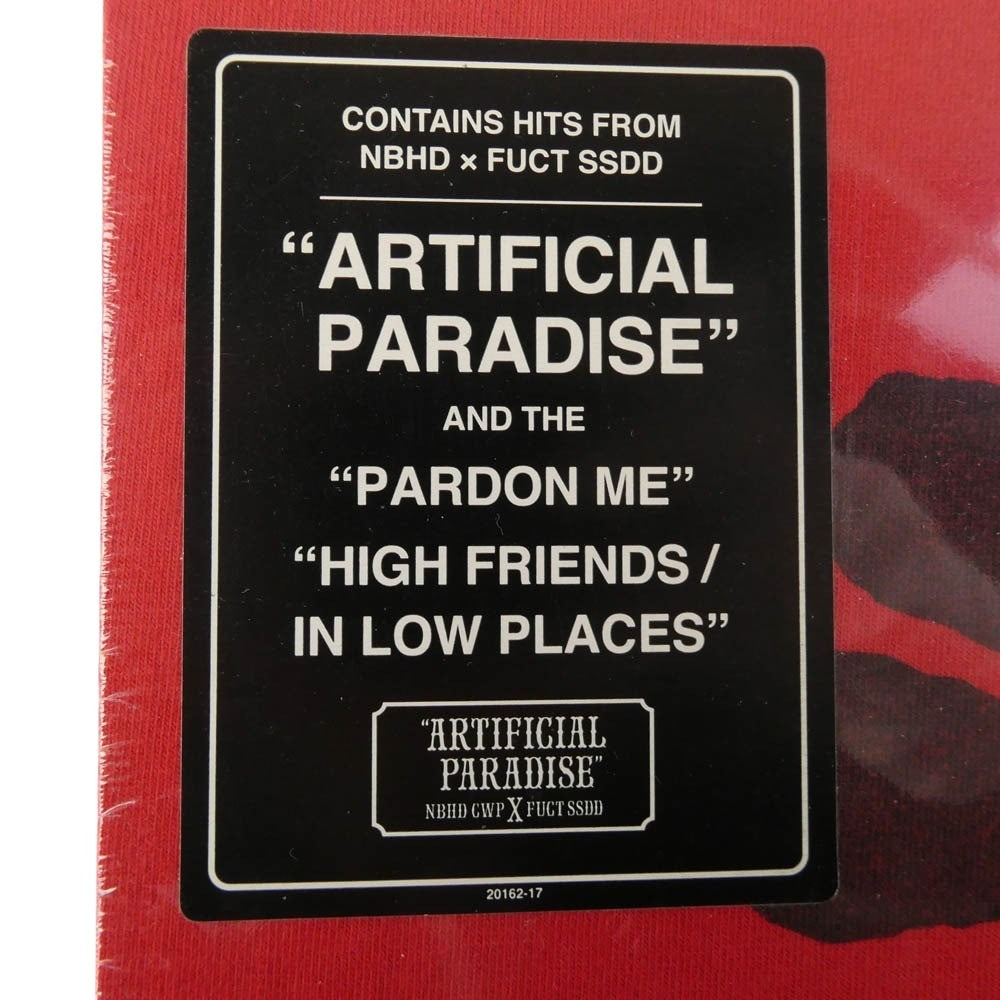 CONTAINS HITS FROM
NBHD × FUCT SSDD
“ARTIFICIAL
PARADISE”
AND THE
“PARDON ME”
“HIGH FRIENDS /
IN LOW PLACES”
“ARTIFICIAL
PARADISE”
NBHD CWP X FUCT SSDD
20162-17